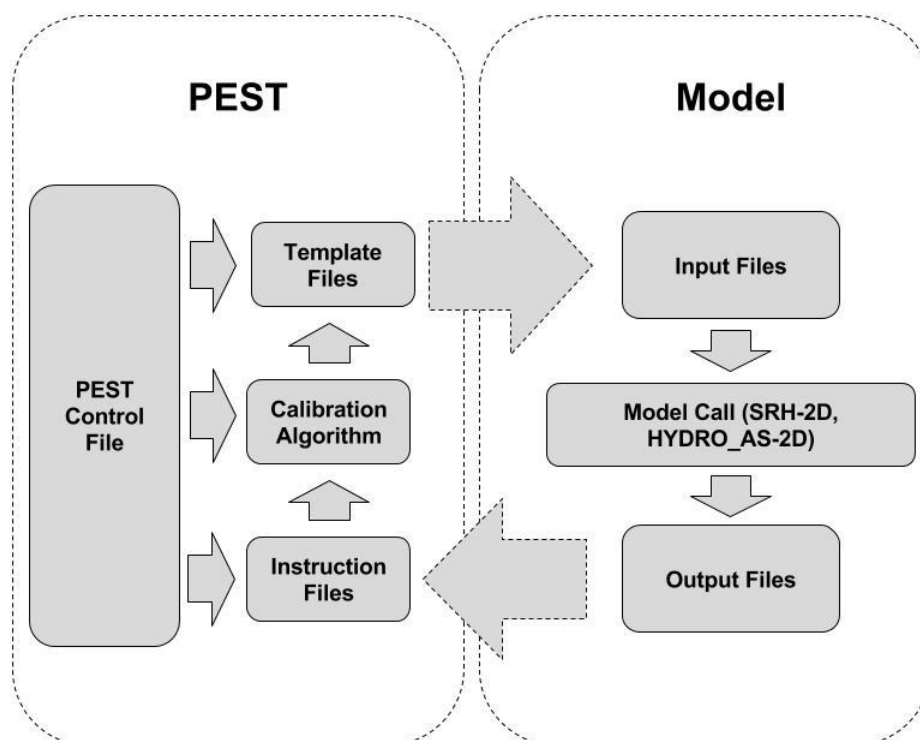 PEST
Model
PEST
Control
File
Template
Files
Calibration
Algorithm
Instruction
Files
Input Files
Model Call (SRH-2D,
HYDRO_AS-2D)
Output Files